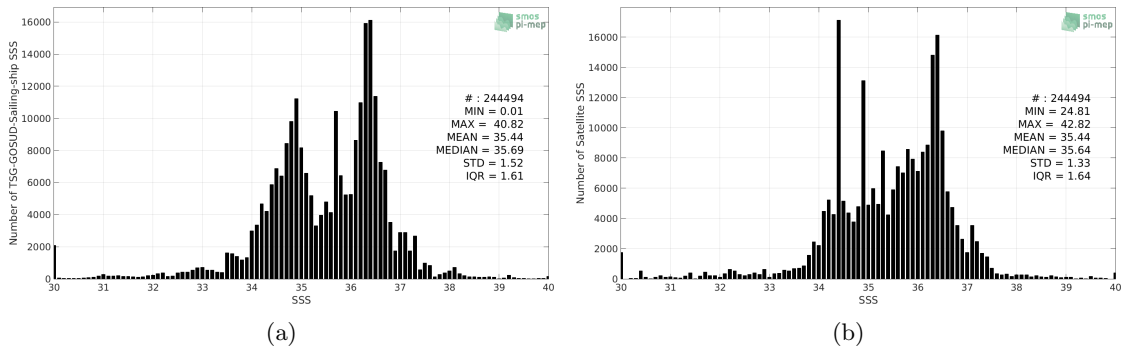 16000
14000
12000
10000
8000
6000
4000
2000
0
30 31 32 33 34 35 36 37 38 39 40
SSS
Number of TSG-GOSUD-Sailing-ship SSS
smos
pi-mep
# : 244494
MIN = 0.01
MAX = 40.82
MEAN = 35.44
MEDIAN = 35.69
STD = 1.52
IQR = 1.61
(a)
16000
14000
12000
10000
8000
6000
4000
2000
0
30 31 32 33 34 35 36 37 38 39 40
SSS
Number of Satellite SSS
smos
pi-mep
# : 244494
MIN = 24.81
MAX = 42.82
MEAN = 35.44
MEDIAN = 35.64
STD = 1.33
IQR = 1.64
(b)